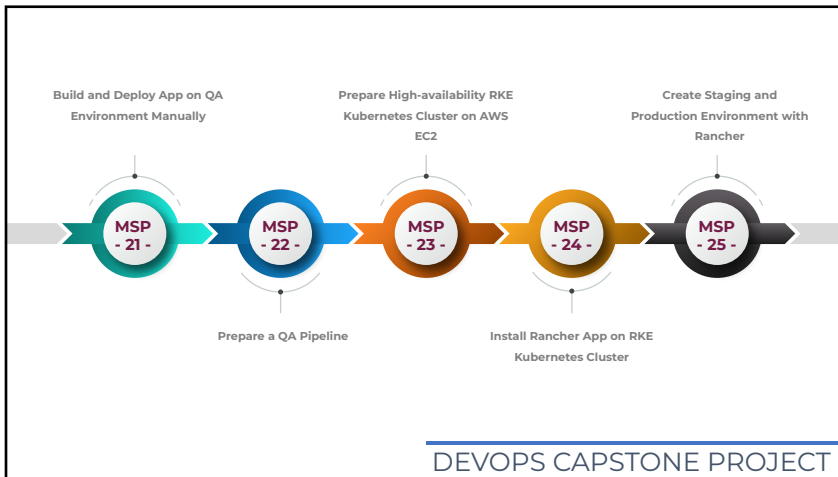 Build and Deploy App on QA
Environment Manually
Prepare High-availability RKE
Kubernetes Cluster on AWS
EC2
Create Staging and
Production Environment with
Rancher
MSP
- 21 -
MSP
- 22 -
MSP
- 23 -
MSP
- 24 -
MSP
- 25 -
Prepare a QA Pipeline
Install Rancher App on RKE
Kubernetes Cluster
DEVOPS CAPSTONE PROJECT